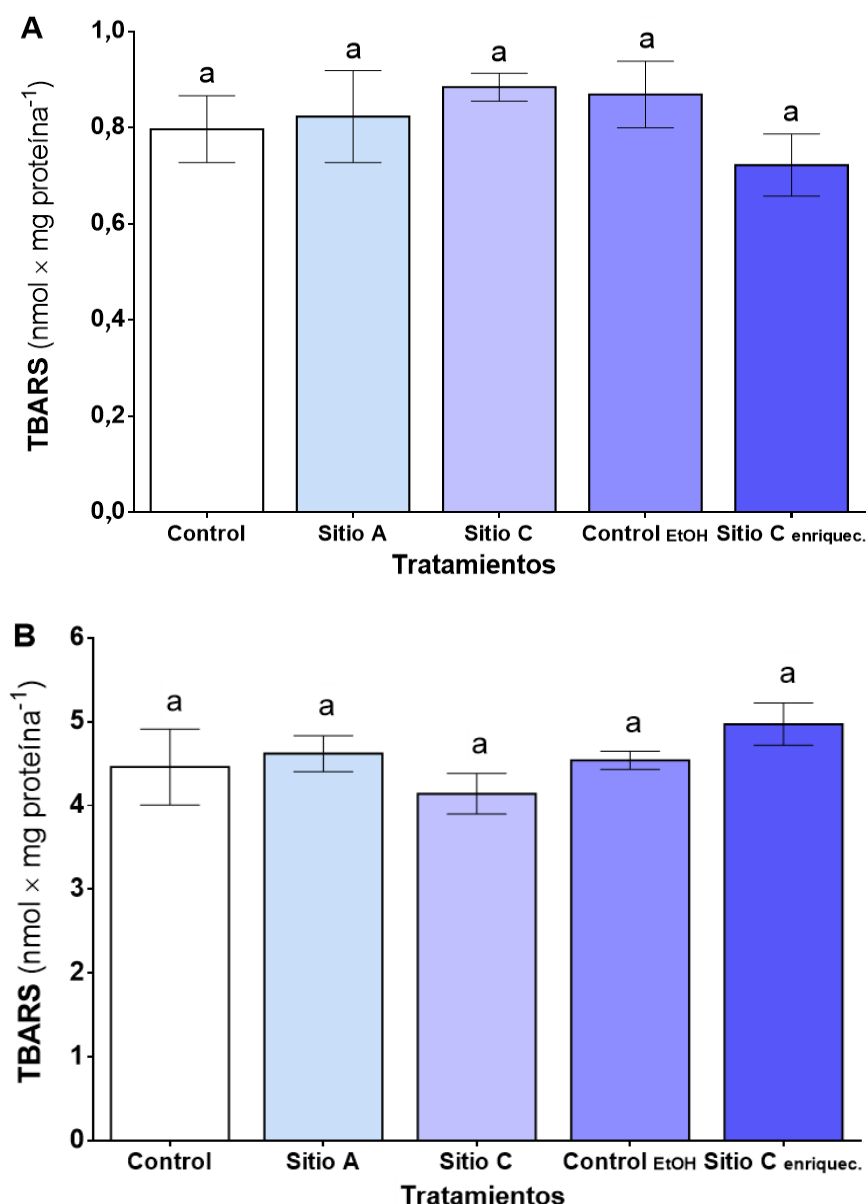 A
TBARS (nmol × mg proteína⁻¹)
1,0
0,8
0,6
0,4
0,2
0,0
a
a
a
a
a
Control
Sitio A
Sitio C
Control EtOH
Sitio C enriquec.
Tratamientos
B
TBARS (nmol × mg proteína⁻¹)
6
5
4
3
2
1
0
a
a
a
a
a
Control
Sitio A
Sitio C
Control EtOH
Sitio C enriquec.
Tratamientos